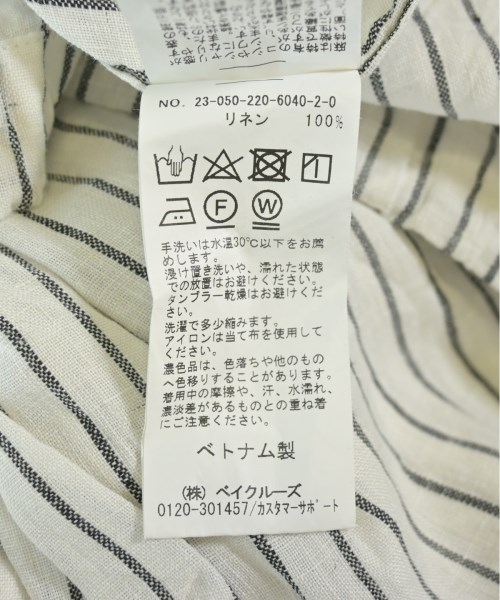 NO. 23-050-220-6040-2-0
リネン 100%
F
W
手洗いは水温30℃以下をお薦
めします。
浸け置き洗いや、濡れた状態
での放置はお避けください。
タンブラー乾燥はお避けくださ
い。
洗濯で多少縮みます。
アイロンは当て布を使用して
ください。
濃色品は、色落ちや他のもの
へ色移りすることがあります。
着用中の摩擦や、汗、水濡れ、
濃淡差があるものとの重ね着
にご注意ください。
ベトナム製
(株) ベイクルーズ
0120-301457/カスタマーサポート